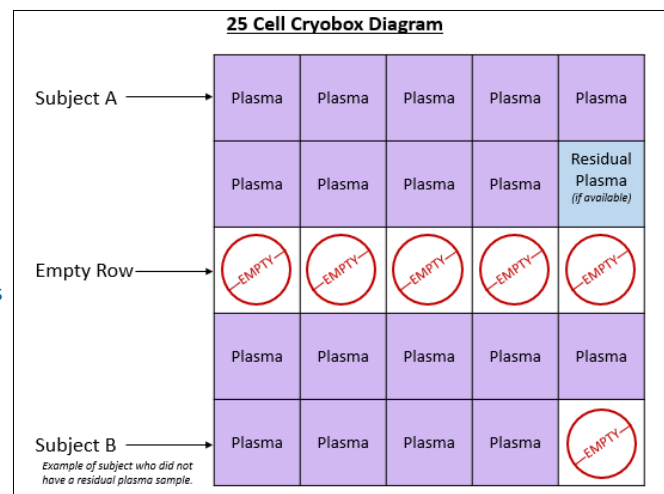 25 Cell Cryobox Diagram
Subject A
Plasma Plasma Plasma Plasma Plasma
Plasma Plasma Plasma Plasma Residual
Plasma
(if available)
Empty Row
EMPTY EMPTY EMPTY EMPTY EMPTY
s
Plasma Plasma Plasma Plasma Plasma
Subject B
Plasma Plasma Plasma Plasma EMPTY
Example of subject who did not
have a residual plasma sample.